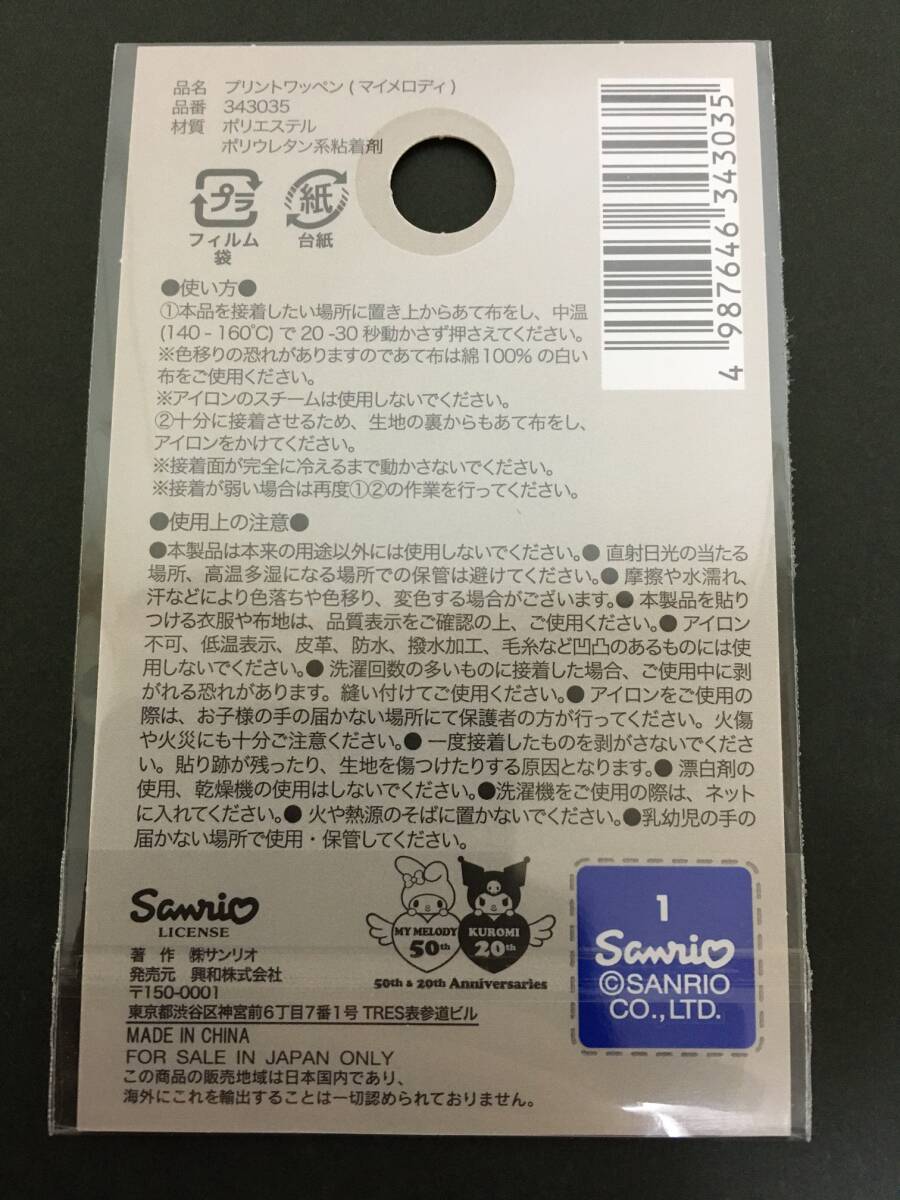 品名　プリントワッペン(マイメロディ)
品番　343035
材質　ポリエステル
ポリウレタン系粘着剤
プラ
フィルム
袋
紙
台紙
4 987646 343035
●使い方●
①本品を接着したい場所に置き上からあて布をし、中温
(140 - 160℃) で 20 -30 秒動かさず押さえてください。
※色移りの恐れがありますのであて布は綿100% の白い
布をご使用ください。
※アイロンのスチームは使用しないでください。
②十分に接着させるため、生地の裏からもあて布をし、
アイロンをかけてください。
※接着面が完全に冷えるまで動かさないでください。
※接着が弱い場合は再度①②の作業を行ってください。
●使用上の注意●
●本製品は本来の用途以外には使用しないでください。● 直射日光の当たる
場所、高温多湿になる場所での保管は避けてください。● 摩擦や水濡れ、
汗などにより色落ちや色移り、変色する場合がございます。● 本製品を貼り
つける衣服や布地は、品質表示をご確認の上、ご使用ください。● アイロン
不可、低温表示、皮革、防水、撥水加工、毛糸など凹凸のあるものには使
用しないでください。● 洗濯回数の多いものに接着した場合、ご使用中に剥
がれる恐れがあります。縫い付けてご使用ください。● アイロンをご使用の
際は、お子様の手の届かない場所にて保護者の方が行ってください。火傷
や火災にも十分ご注意ください。● 一度接着したものを剥がさないでくださ
い。貼り跡が残ったり、生地を傷つけたりする原因となります。● 漂白剤の
使用、乾燥機の使用はしないでください。●洗濯機をご使用の際は、ネット
に入れてください。● 火や熱源のそばに置かないでください。●乳幼児の手の
届かない場所で使用・保管してください。
Sanrio
LICENSE
著 作 ㈱サンリオ
発売元 興和株式会社
〒150-0001
東京都渋谷区神宮前6丁目7番1号 TRES表参道ビル
MADE IN CHINA
FOR SALE IN JAPAN ONLY
この商品の販売地域は日本国内であり、
海外にこれを輸出することは一切認められておりません。
MY MELODY
50th
KUROMI
20th
50th & 20th Anniversaries
1
Sanrio
©SANRIO
CO.,LTD.